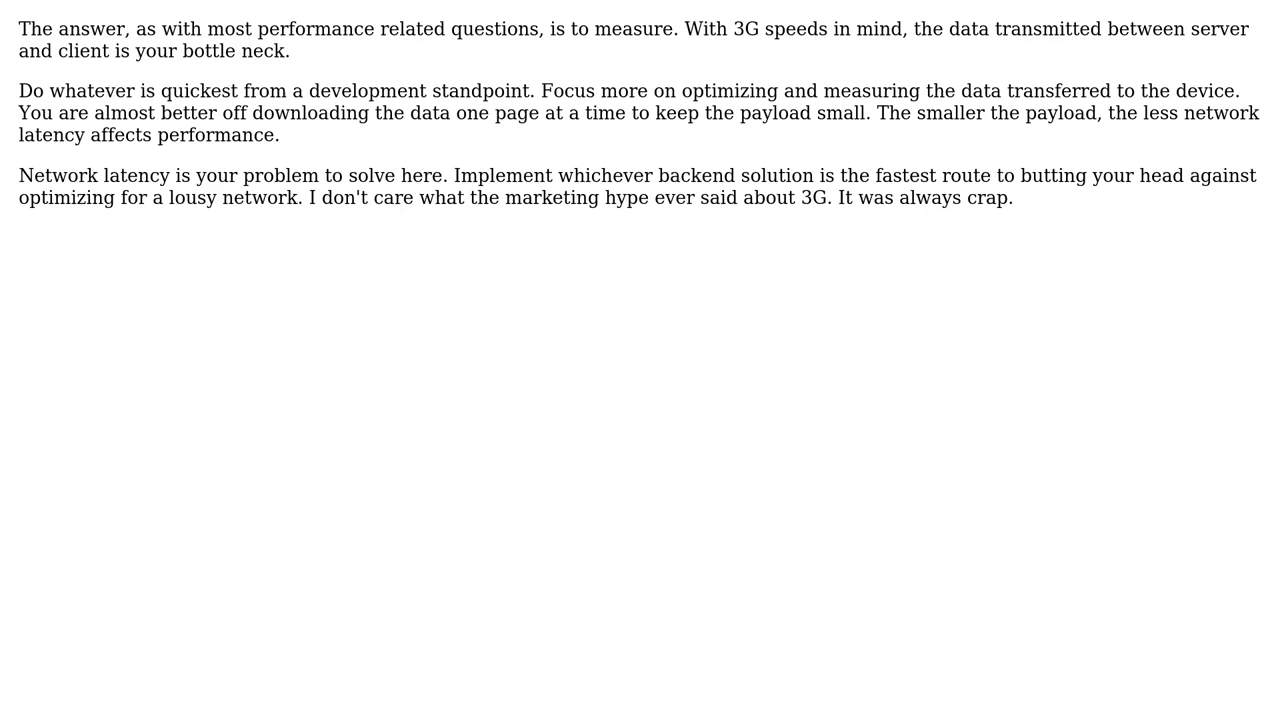 The answer, as with most performance related questions, is to measure. With 3G speeds in mind, the data transmitted between server
and client is your bottle neck.
Do whatever is quickest from a development standpoint. Focus more on optimizing and measuring the data transferred to the device.
You are almost better off downloading the data one page at a time to keep the payload small. The smaller the payload, the less network
latency affects performance.
Network latency is your problem to solve here. Implement whichever backend solution is the fastest route to butting your head against
optimizing for a lousy network. I don't care what the marketing hype ever said about 3G. It was always crap.